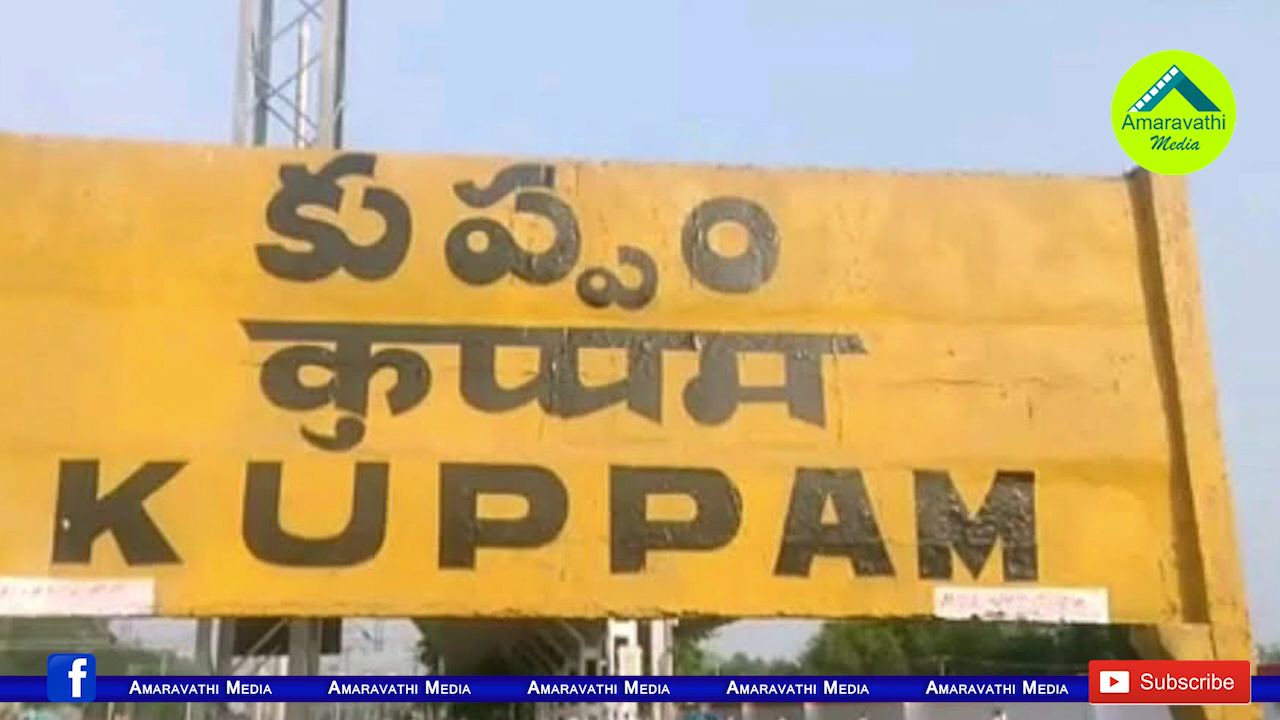 Amaravathi
Media
కుప్పం
कुप्पम
KUPPAM
f Amaravathi Media Amaravathi Media Amaravathi Media Amaravathi Media Amaravathi Media Subscribe